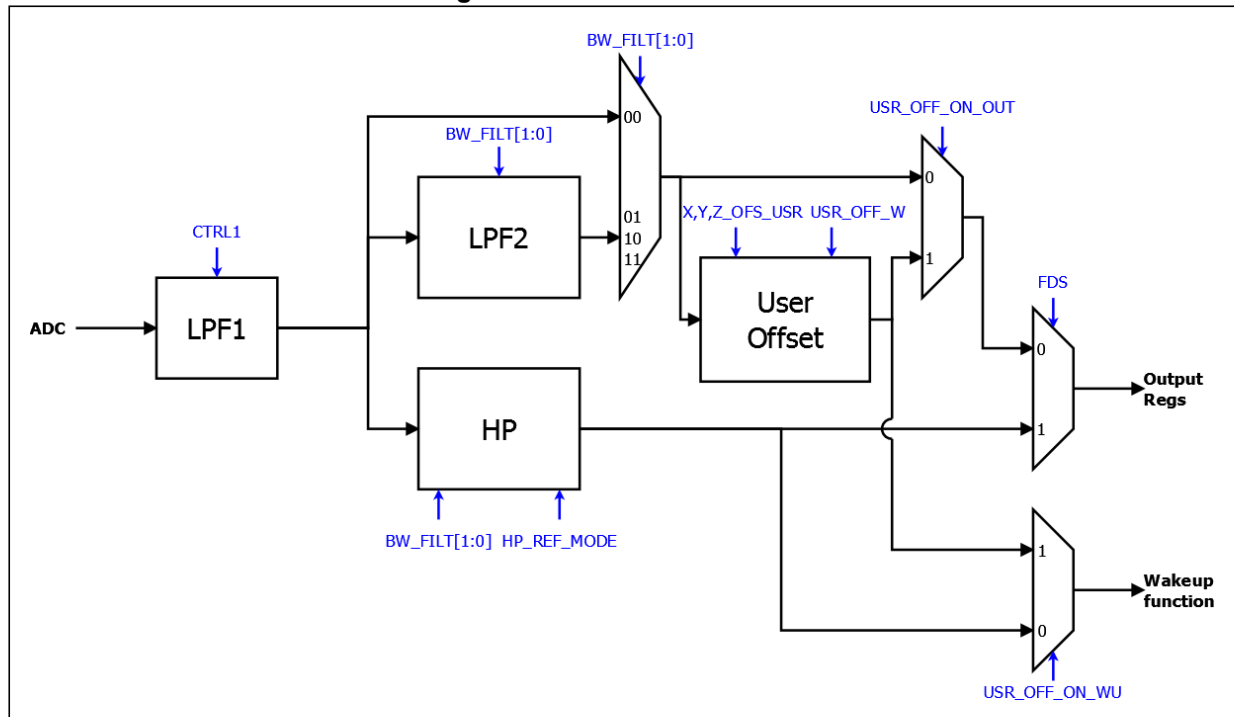 BW_FILT[1:0]
USR_OFF_ON_OUT
00
BW_FILT[1:0]
0
01
10
11
LPF2
X,Y,Z_OFS_USR USR_OFF_W
CTRL1
1
User
Offset
FDS
ADC
LPF1
0
Output
Regs
HP
1
BW_FILT[1:0] HP_REF_MODE
1
Wakeup
function
0
USR_OFF_ON_WU